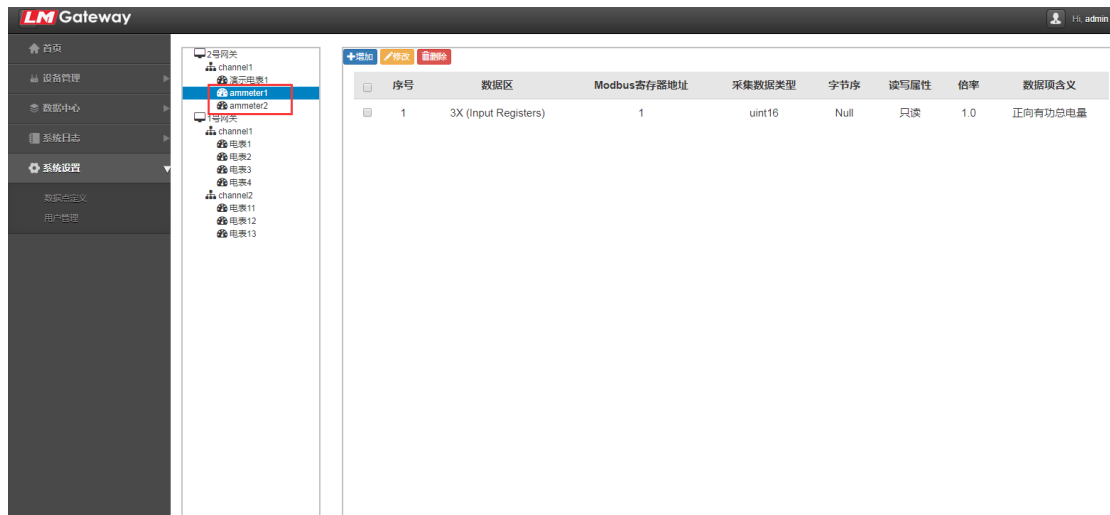 LM Gateway
Hi, admin
首页
设备管理
数据中心
系统日志
系统设置
数据点定义
用户管理
2号网关
channel1
演示电表1
ammeter1
ammeter2
1号网关
channel1
电表1
电表2
电表3
电表4
channel2
电表11
电表12
电表13
增加 修改 删除
序号 数据区 Modbus寄存器地址 采集数据类型 字节序 读写属性 倍率 数据项含义
1 3X (Input Registers) 1 uint16 Null 只读 1.0 正向有功总电量